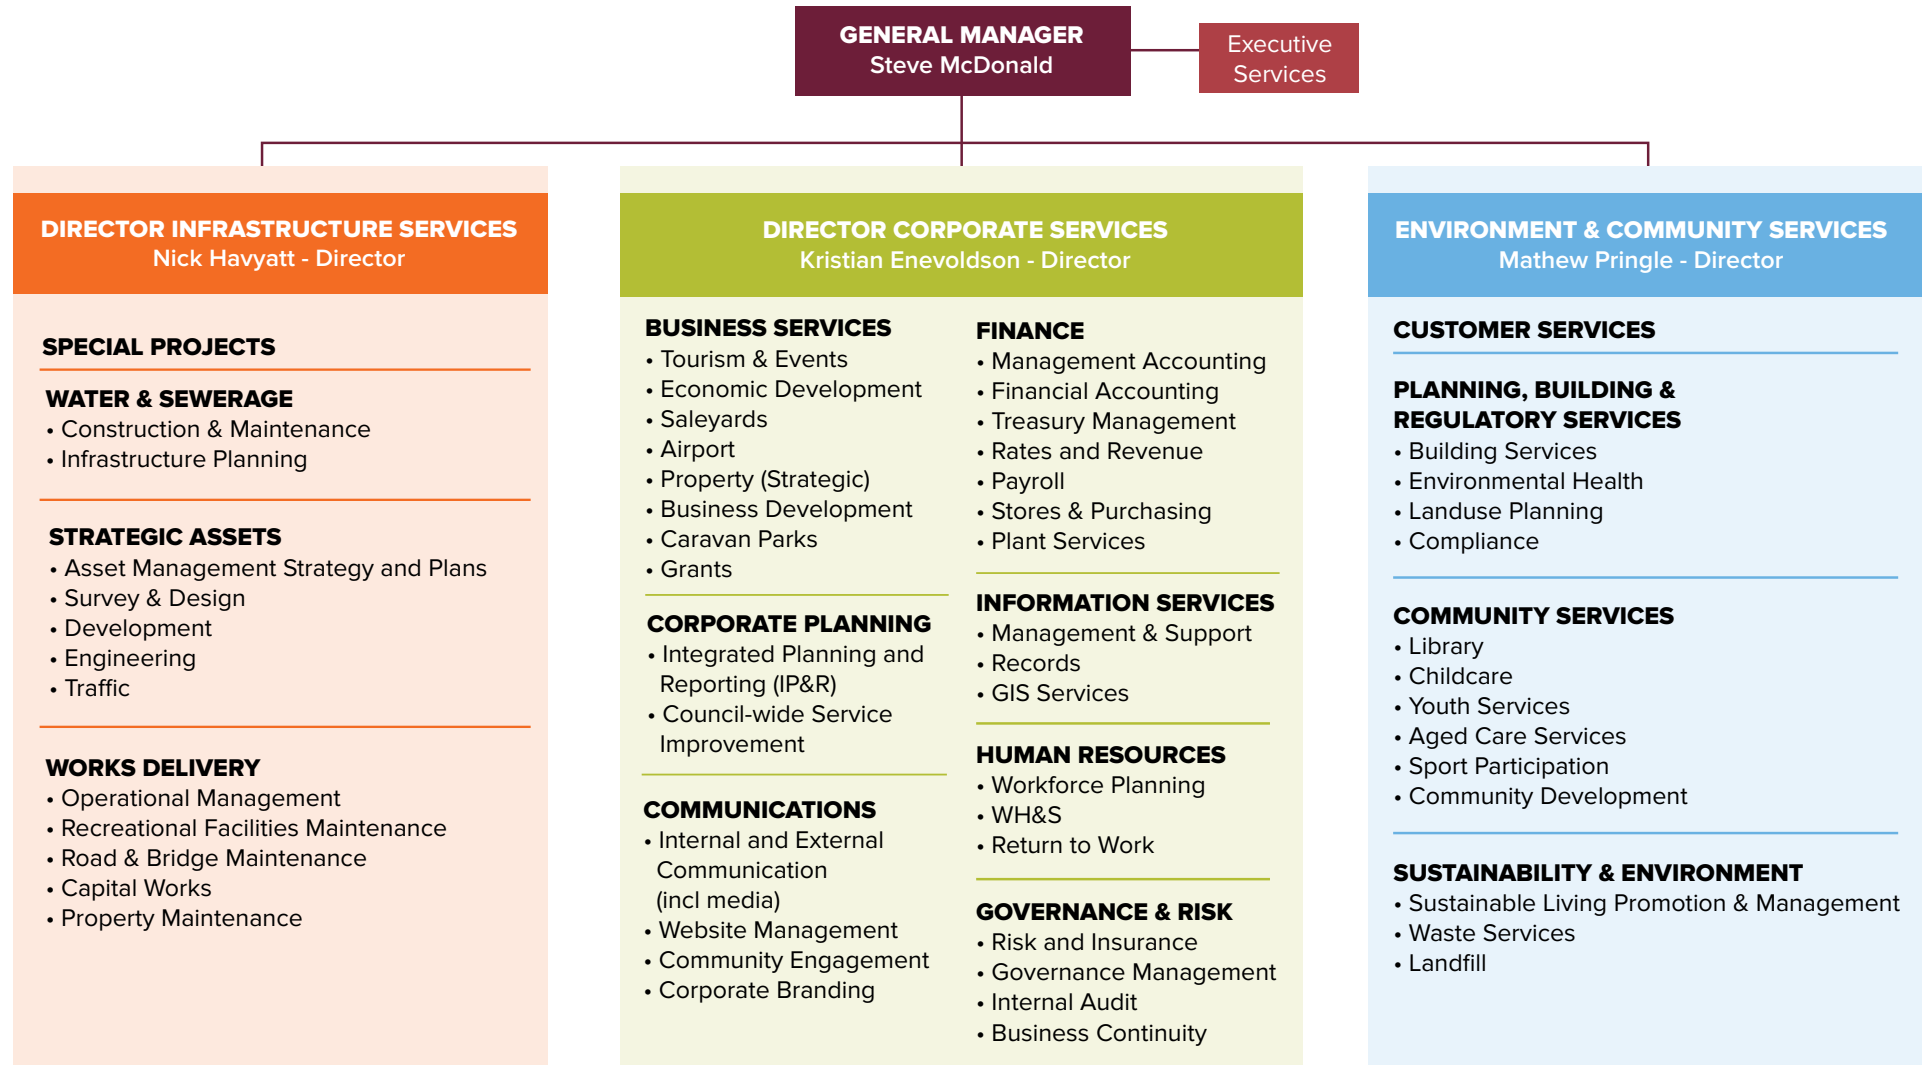 GENERAL MANAGER
Steve McDonald
Executive
Services
DIRECTOR INFRASTRUCTURE SERVICES
Nick Havyatt - Director
SPECIAL PROJECTS
WATER & SEWERAGE
• Construction & Maintenance
• Infrastructure Planning
STRATEGIC ASSETS
• Asset Management Strategy and Plans
• Survey & Design
• Development
• Engineering
• Traffic
WORKS DELIVERY
• Operational Management
• Recreational Facilities Maintenance
• Road & Bridge Maintenance
• Capital Works
• Property Maintenance
DIRECTOR CORPORATE SERVICES
Kristian Enevoldson - Director
BUSINESS SERVICES
• Tourism & Events
• Economic Development
• Saleyards
• Airport
• Property (Strategic)
• Business Development
• Caravan Parks
• Grants
CORPORATE PLANNING
• Integrated Planning and
Reporting (IP&R)
• Council-wide Service
Improvement
COMMUNICATIONS
• Internal and External
Communication
(incl media)
• Website Management
• Community Engagement
• Corporate Branding
FINANCE
• Management Accounting
• Financial Accounting
• Treasury Management
• Rates and Revenue
• Payroll
• Stores & Purchasing
• Plant Services
INFORMATION SERVICES
• Management & Support
• Records
• GIS Services
HUMAN RESOURCES
• Workforce Planning
• WH&S
• Return to Work
GOVERNANCE & RISK
• Risk and Insurance
• Governance Management
• Internal Audit
• Business Continuity
ENVIRONMENT & COMMUNITY SERVICES
Mathew Pringle - Director
CUSTOMER SERVICES
PLANNING, BUILDING &
REGULATORY SERVICES
• Building Services
• Environmental Health
• Landuse Planning
• Compliance
COMMUNITY SERVICES
• Library
• Childcare
• Youth Services
• Aged Care Services
• Sport Participation
• Community Development
SUSTAINABILITY & ENVIRONMENT
• Sustainable Living Promotion & Management
• Waste Services
• Landfill